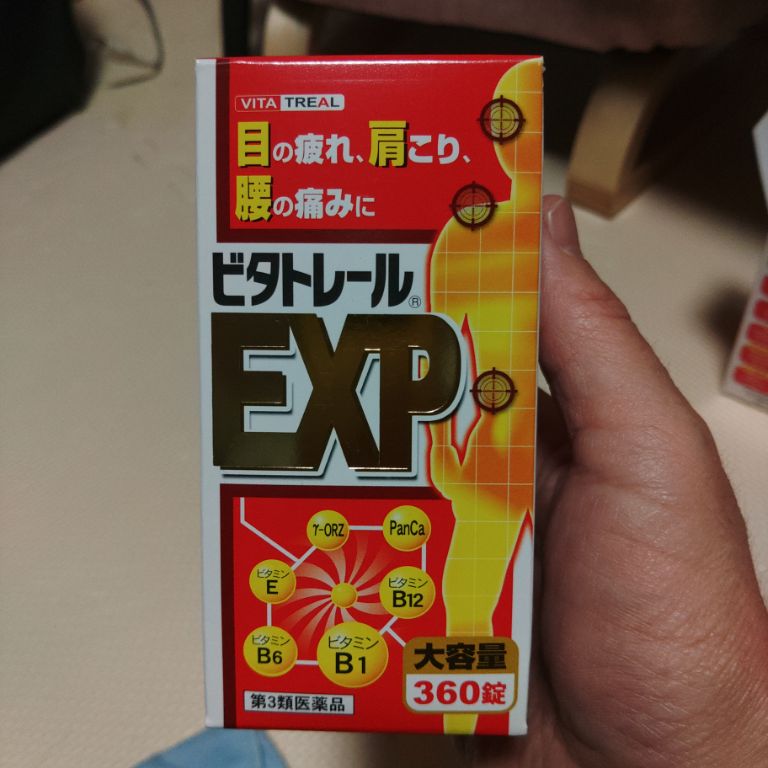 VITA TREAL
目の疲れ、肩こり、
腰の痛みに
ビタトレール®
EXP
γ-ORZ
PanCa
ビタミン
E
ビタミン
B12
ビタミン
B6
ビタミン
B1
大容量
360錠
第3類医薬品